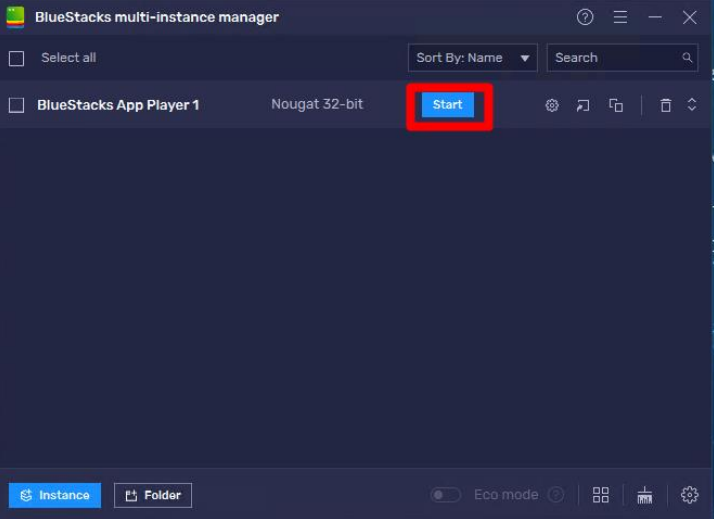 BlueStacks multi-instance manager
Select all
Sort By: Name
Search
BlueStacks App Player 1
Nougat 32-bit
Start
Instance
Folder
Eco mode